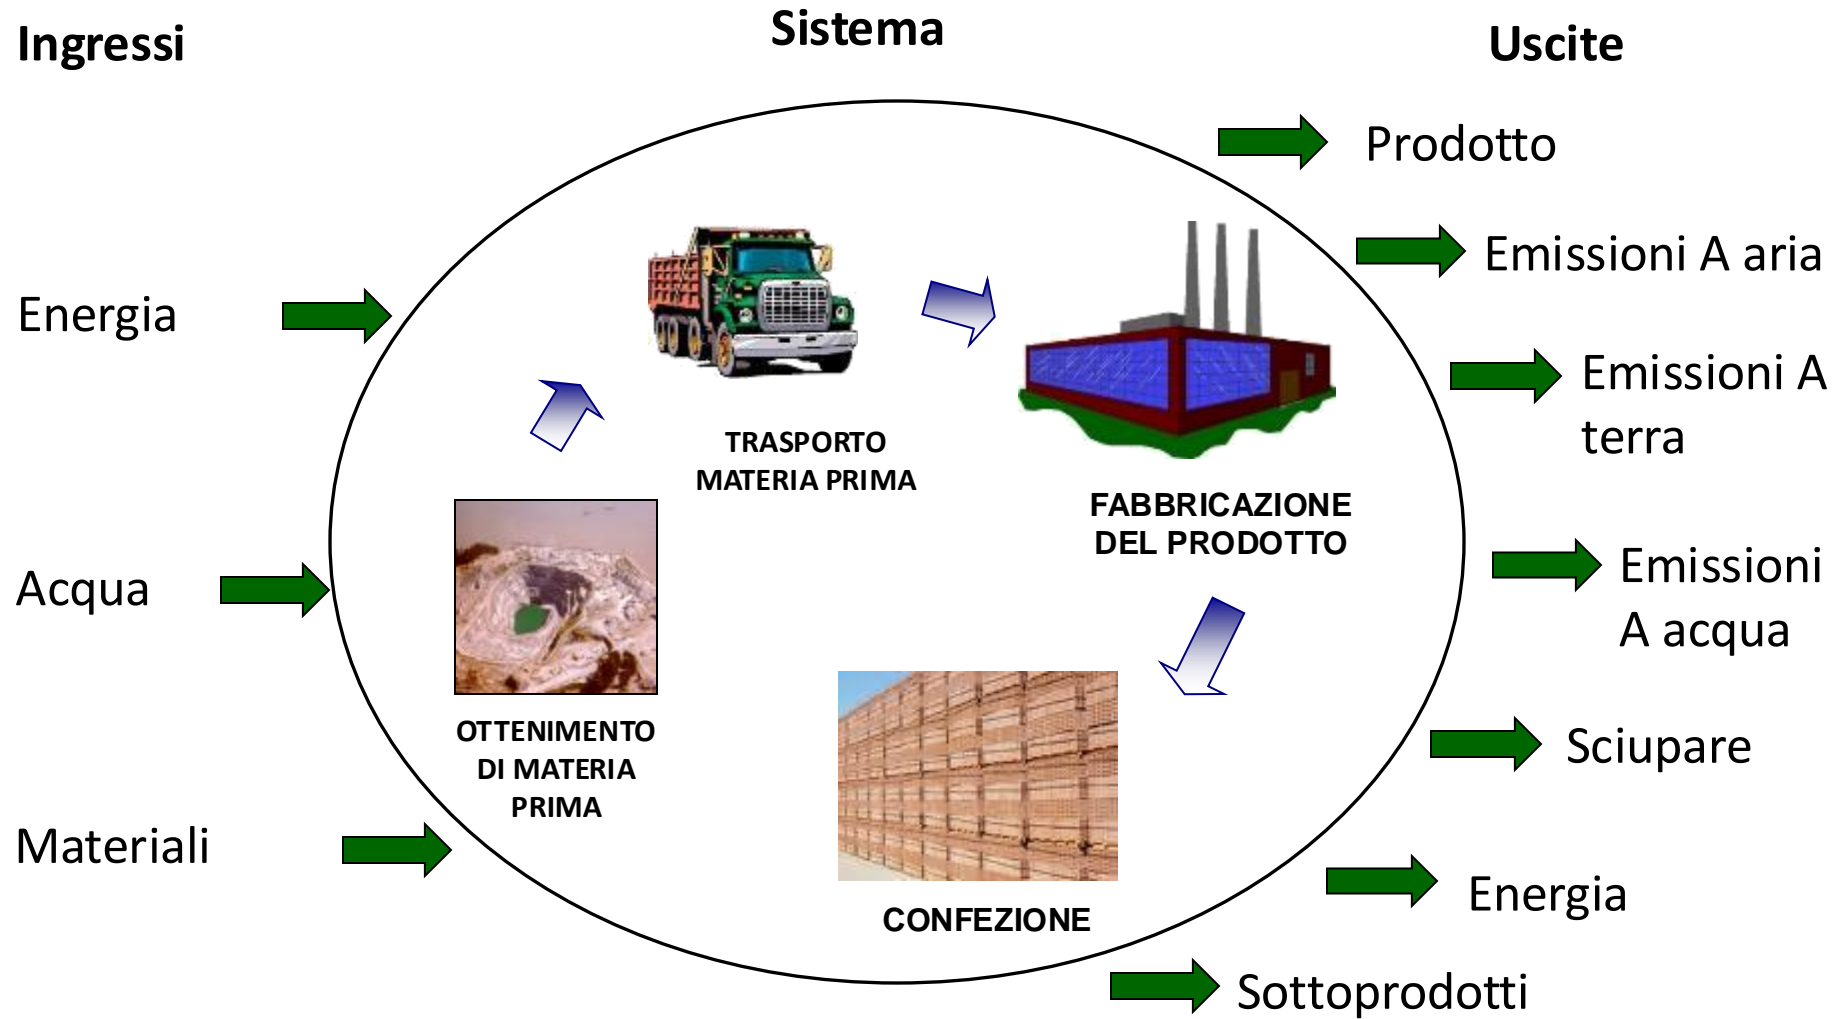 Ingressi
Sistema
Uscite
Energia
Acqua
Materiali
TRASPORTO
MATERIA PRIMA
FABBRICAZIONE
DEL PRODOTTO
OTTENIMENTO
DI MATERIA
PRIMA
CONFEZIONE
Prodotto
Emissioni A aria
Emissioni A
terra
Emissioni
A acqua
Sciupare
Energia
Sottoprodotti